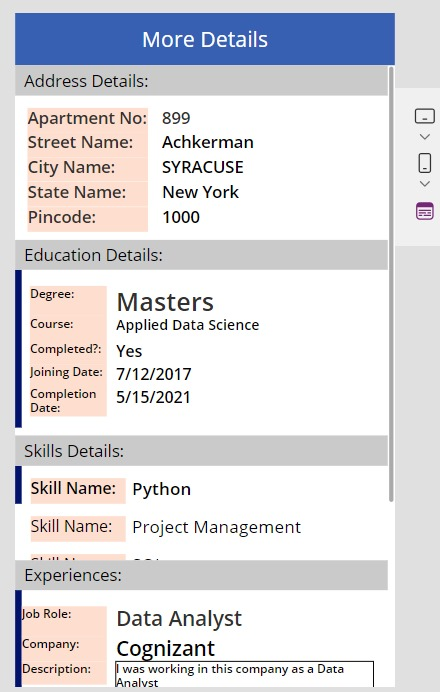 More Details
Address Details:
Apartment No: 899
Street Name: Achkerman
City Name: SYRACUSE
State Name: New York
Pincode: 1000
Education Details:
Degree: Masters
Course: Applied Data Science
Completed?: Yes
Joining Date: 7/12/2017
Completion Date: 5/15/2021
Skills Details:
Skill Name: Python
Skill Name: Project Management
Experiences:
Job Role: Data Analyst
Company: Cognizant
Description: I was working in this company as a Data
Analyst